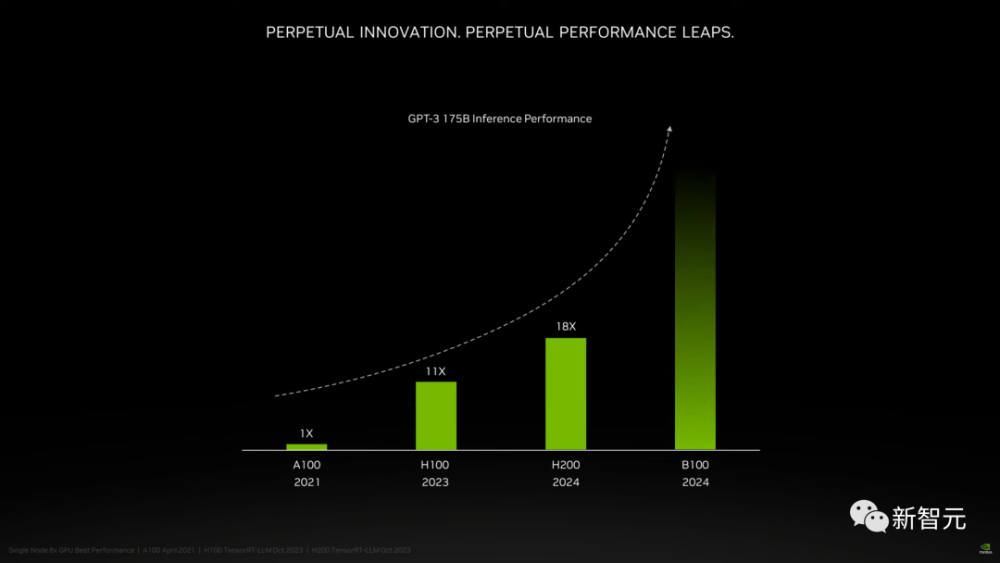 PERPETUAL INNOVATION. PERPETUAL PERFORMANCE LEAPS.
GPT-3 175B Inference Performance
18X
11X
1X
A100
2021
H100
2023
H200
2024
B100
2024
新智元
Single Node 8x GPU Best Performance | A100 April 2021 | H100 TensorRT-LLM Oct 2023 | H200 TensorRT-LLM Oct 2023